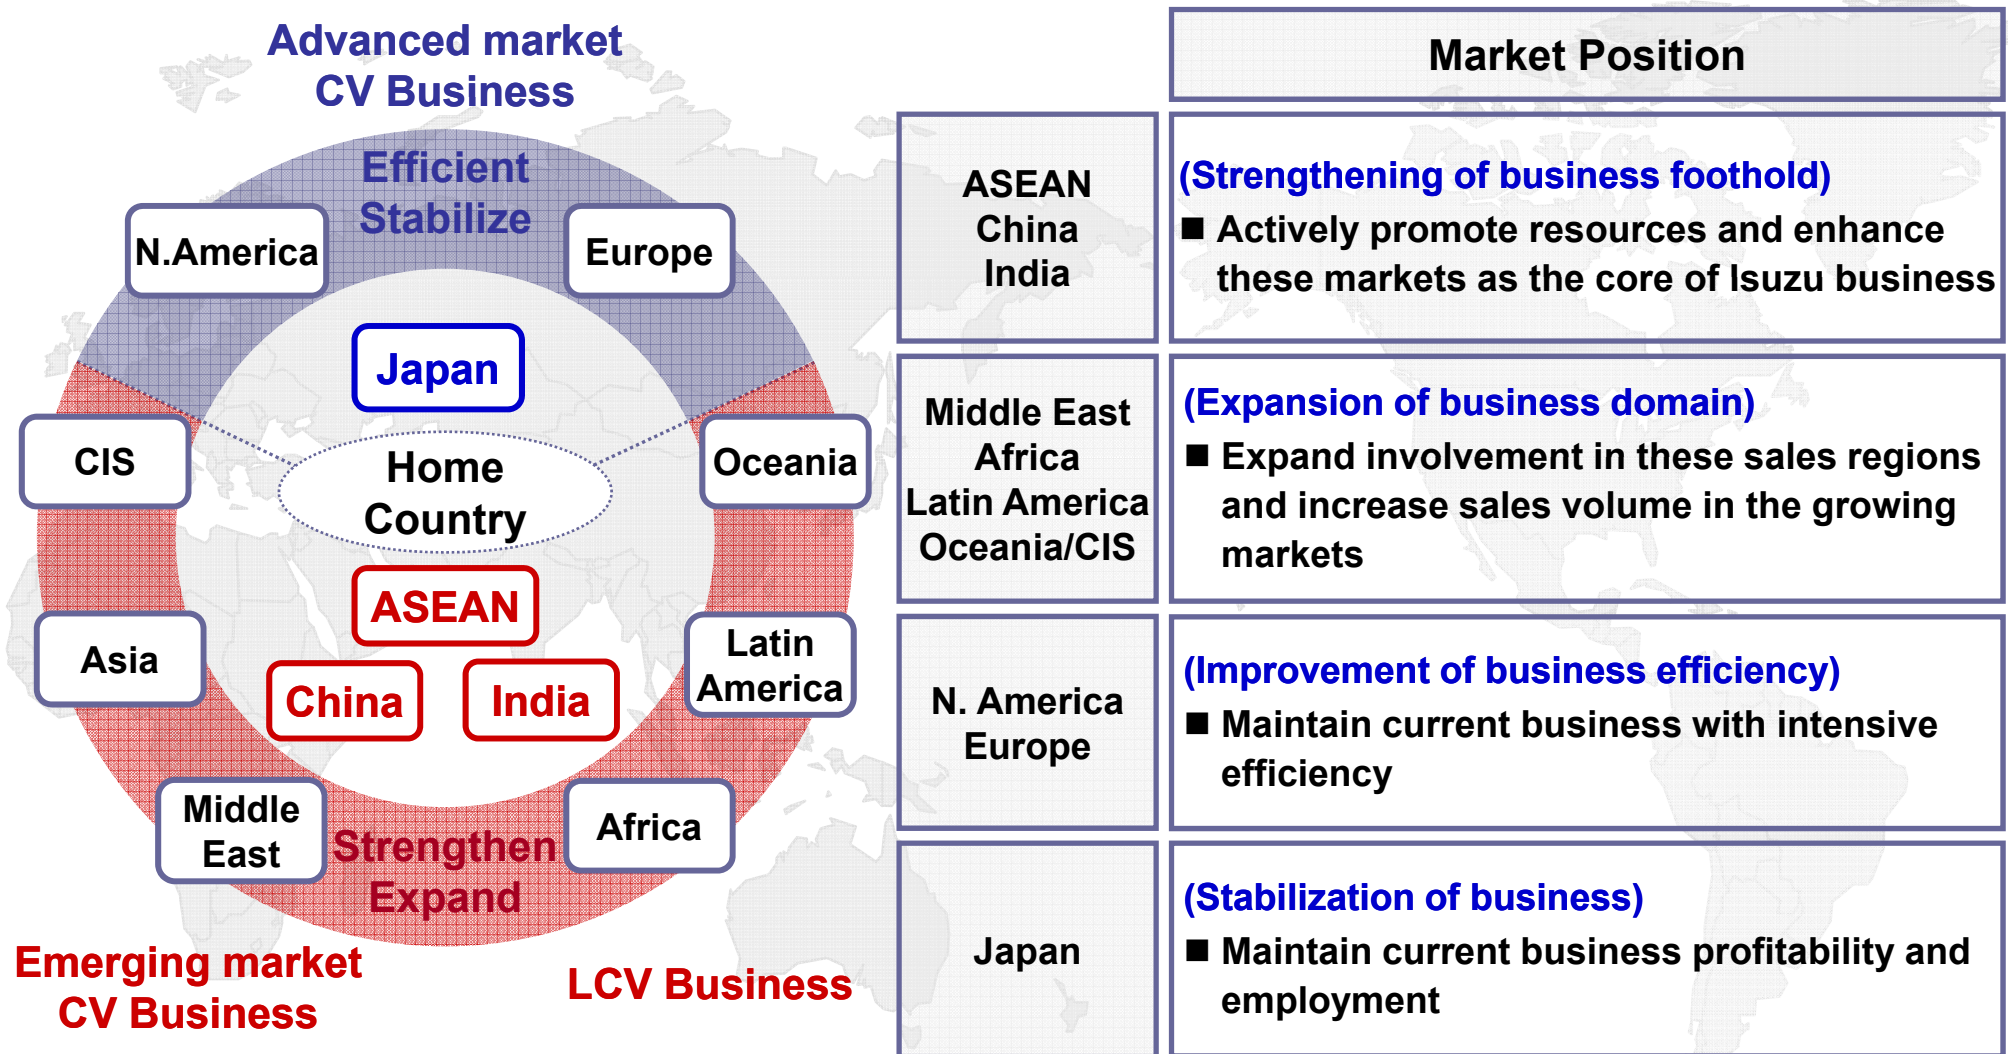 Advanced market
CV Business
Efficient
Stabilize
N.America
Europe
Japan
CIS
Home
Country
Oceania
ASEAN
Asia
China
India
Latin
America
Middle
East
Africa
Strengthen
Expand
Emerging market
CV Business
LCV Business
Market Position
ASEAN
China
India
(Strengthening of business foothold)
■ Actively promote resources and enhance
these markets as the core of Isuzu business
Middle East
Africa
Latin America
Oceania/CIS
(Expansion of business domain)
■ Expand involvement in these sales regions
and increase sales volume in the growing
markets
N. America
Europe
(Improvement of business efficiency)
■ Maintain current business with intensive
efficiency
Japan
(Stabilization of business)
■ Maintain current business profitability and
employment